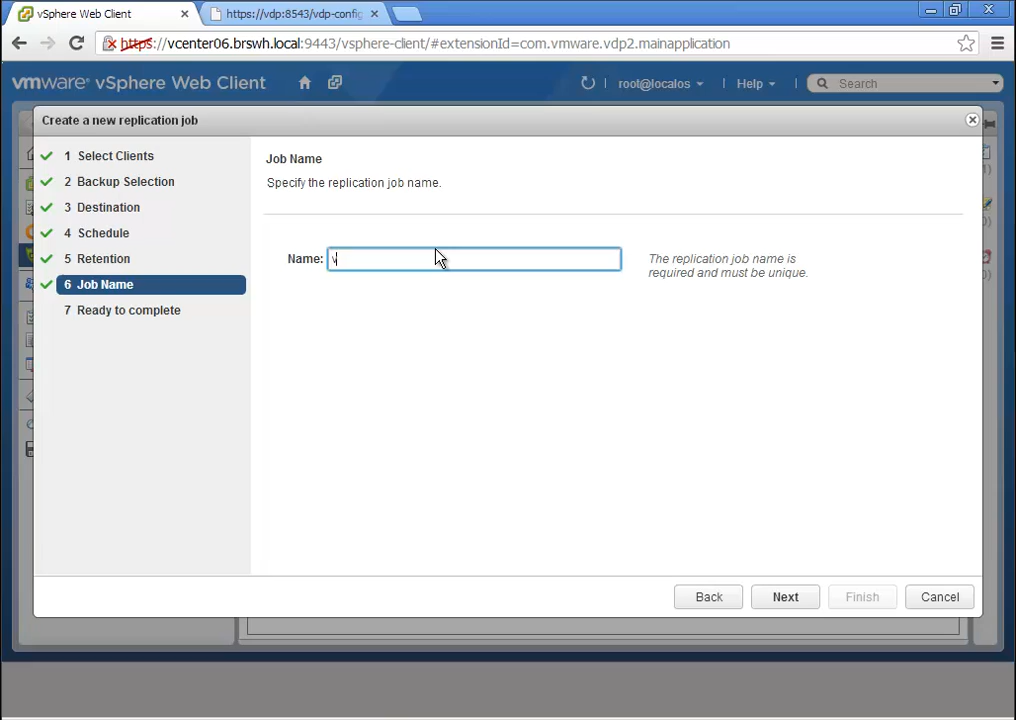 vSphere Web Client
https://vdp:8543/vdp-config
https://vcenter06.brswh.local:9443/vsphere-client/#extensionId=com.vmware.vdp2.mainapplication
vmware® vSphere Web Client
root@localos
Help
Search
Create a new replication job
1 Select Clients
2 Backup Selection
3 Destination
4 Schedule
5 Retention
6 Job Name
7 Ready to complete
Job Name
Specify the replication job name.
Name:
v
The replication job name is
required and must be unique.
Back
Next
Finish
Cancel